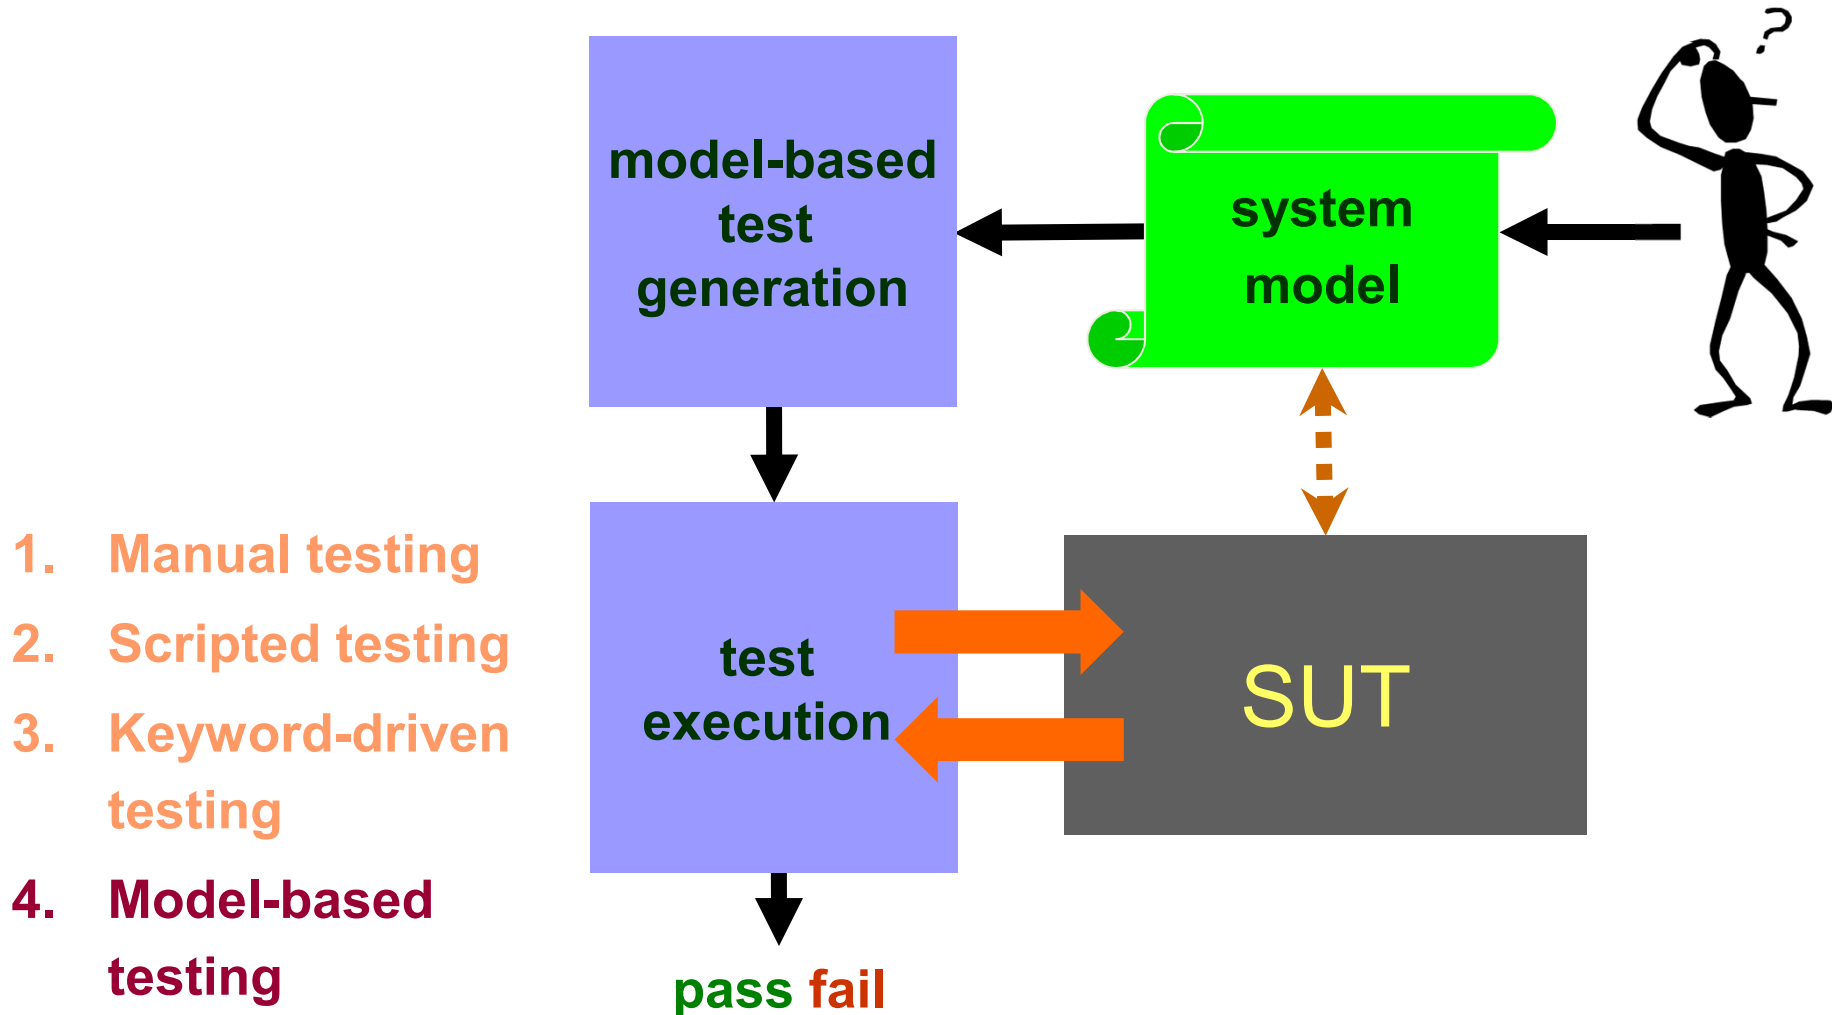 ?
model-based
test
generation
system
model
1. Manual testing
2. Scripted testing
3. Keyword-driven
testing
4. Model-based
testing
test
execution
SUT
pass fail